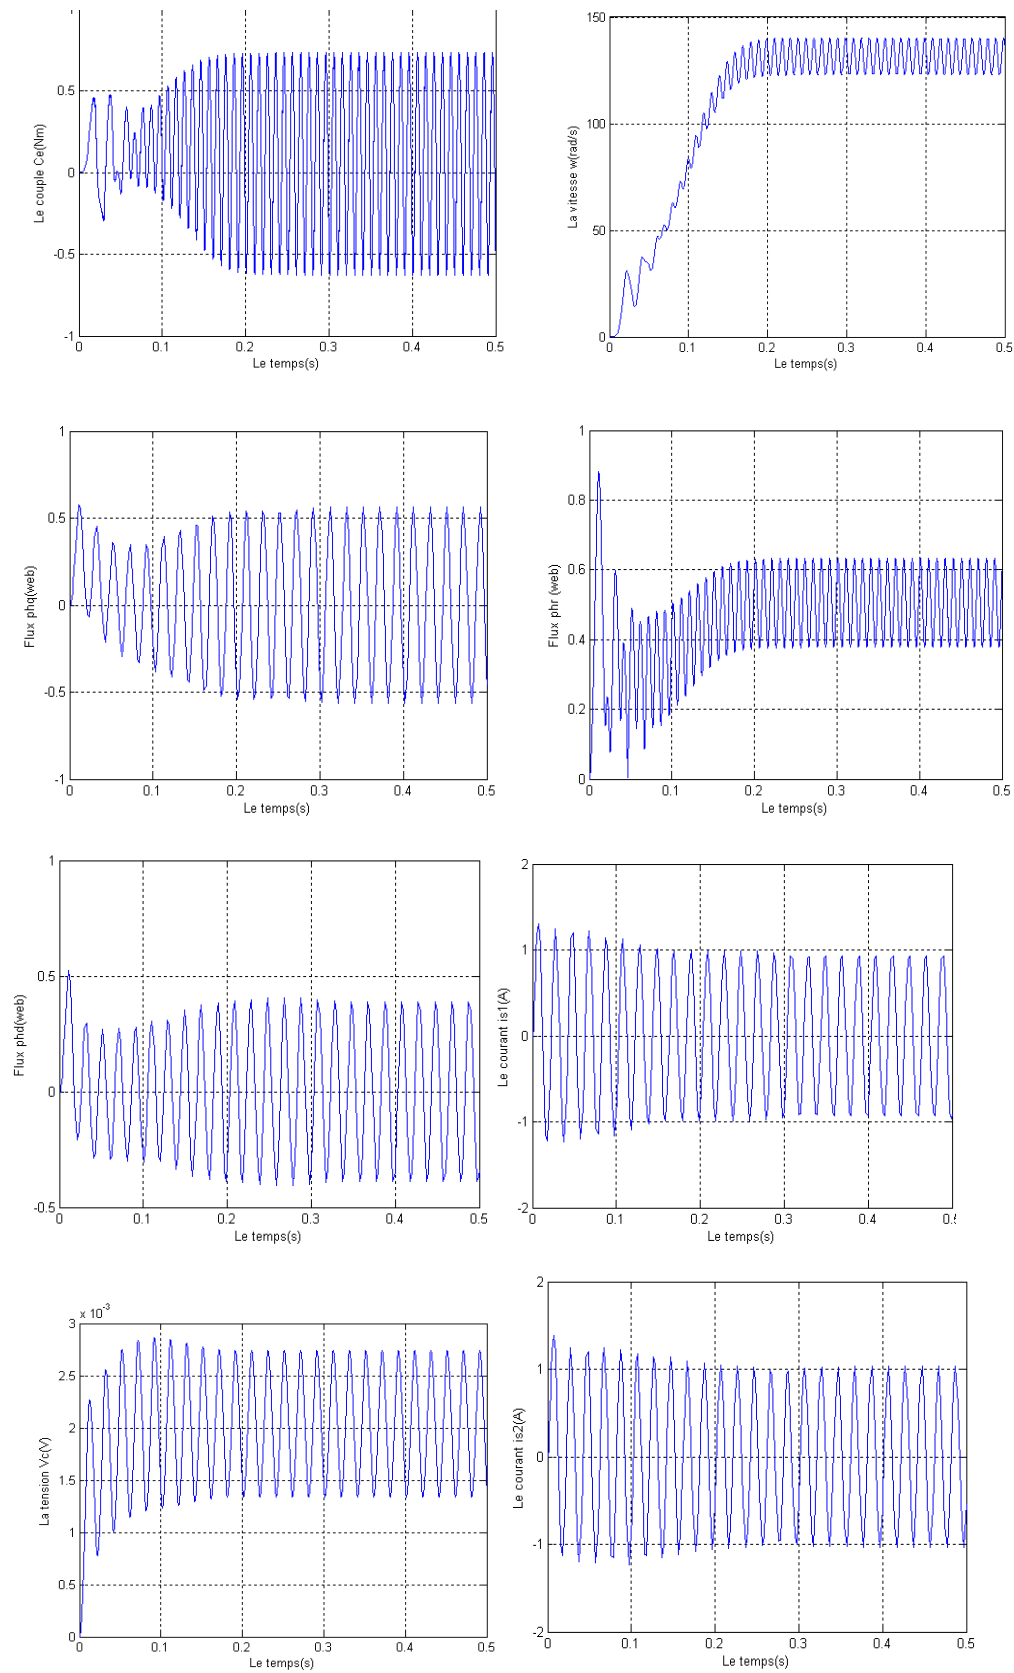 1
0.5
0
-0.5
-1
Le couple Ce(Nm)
0 0.1 0.2 0.3 0.4 0.5
Le temps(s)
150
100
50
0
La vitesse w(rad/s)
0 0.1 0.2 0.3 0.4 0.5
Le temps(s)
1
0.5
0
-0.5
-1
Flux phq(web)
0 0.1 0.2 0.3 0.4 0.5
Le temps(s)
1
0.8
0.6
0.4
0.2
0
Flux phr (web)
0 0.1 0.2 0.3 0.4 0.5
Le temps(s)
1
0.5
0
-0.5
Flux phd(web)
0 0.1 0.2 0.3 0.4 0.5
Le temps(s)
2
1
0
-1
-2
Le courant is1(A)
0 0.1 0.2 0.3 0.4 0.5
Le temps(s)
x 10⁻³
3
2.5
2
1.5
1
0.5
0
La tension Vc(V)
0 0.1 0.2 0.3 0.4 0.5
Le temps(s)
2
1
0
-1
-2
Le courant is2(A)
0 0.1 0.2 0.3 0.4 0.5
Le temps(s)